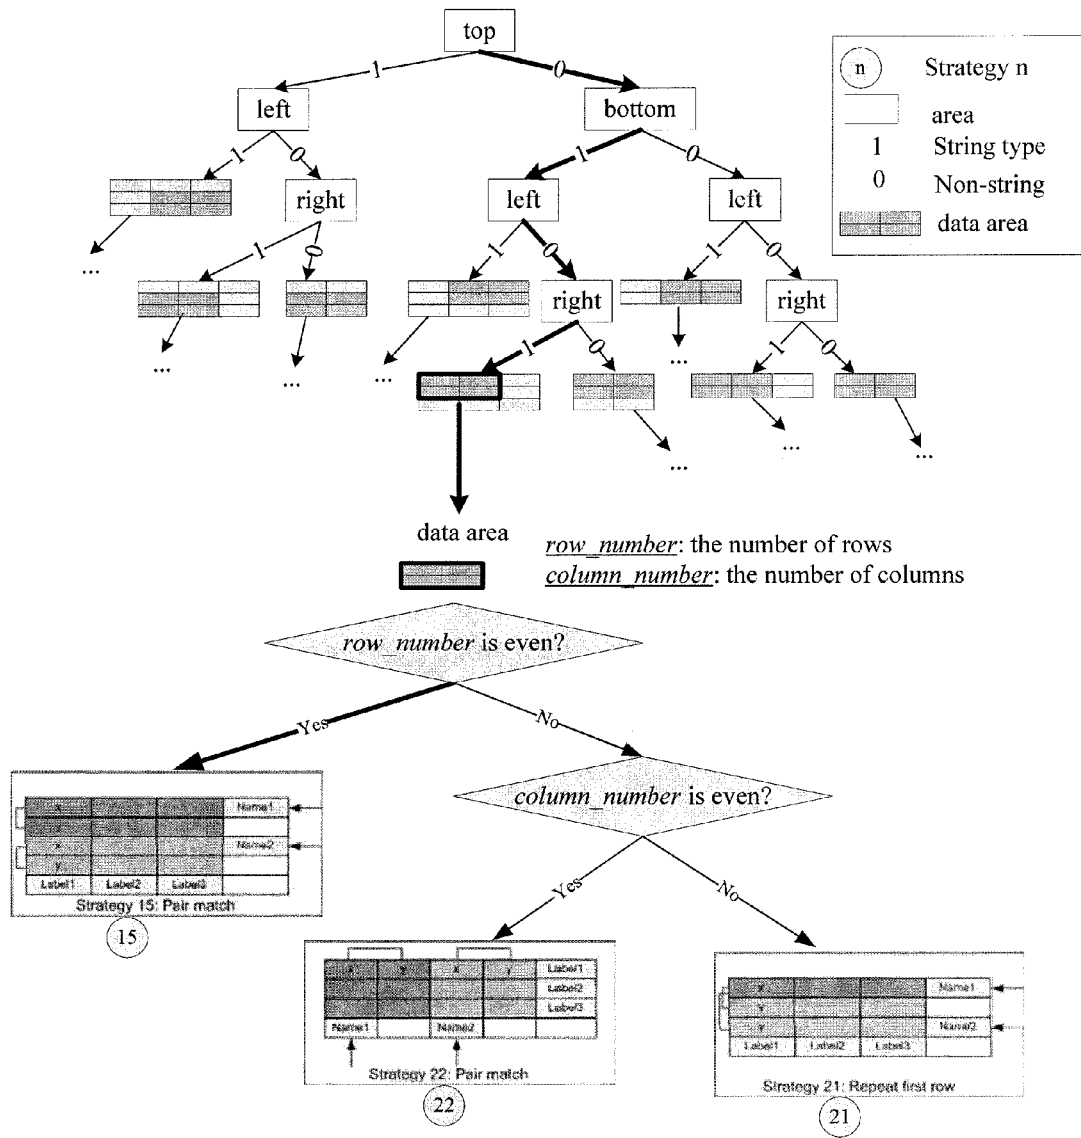 top
n Strategy n
area
1 String type
0 Non-string
data area
1 0
left bottom
1 0 1 0
right left left
... 1 0 1 0 1 0
right right
... ... ... 1 0 ... 1 0
... ... ...
data area
row_number: the number of rows
column_number: the number of columns
row_number is even?
Yes No
column_number is even?
Yes No
x Name1
x Name2
y
Label1 Label2 Label3
Strategy 15: Pair match
15
x y x y Label1
Label2
Label3
Name1 Name2
Strategy 22: Pair match
22
x Name1
y
y Name2
Label1 Label2 Label3
Strategy 21: Repeat first row
21